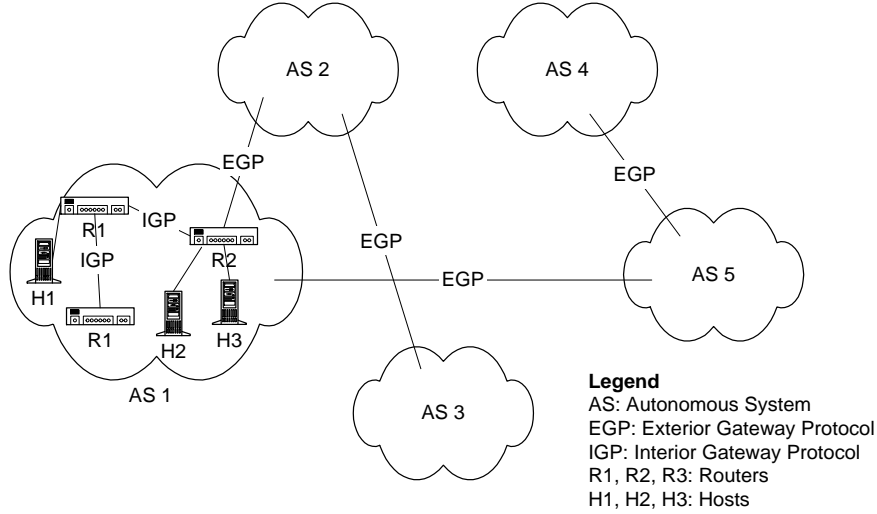 AS 2
AS 4
EGP
EGP
R1
IGP
R2
IGP
EGP
H1
EGP
AS 5
R1
H2
H3
AS 1
AS 3
Legend
AS: Autonomous System
EGP: Exterior Gateway Protocol
IGP: Interior Gateway Protocol
R1, R2, R3: Routers
H1, H2, H3: Hosts